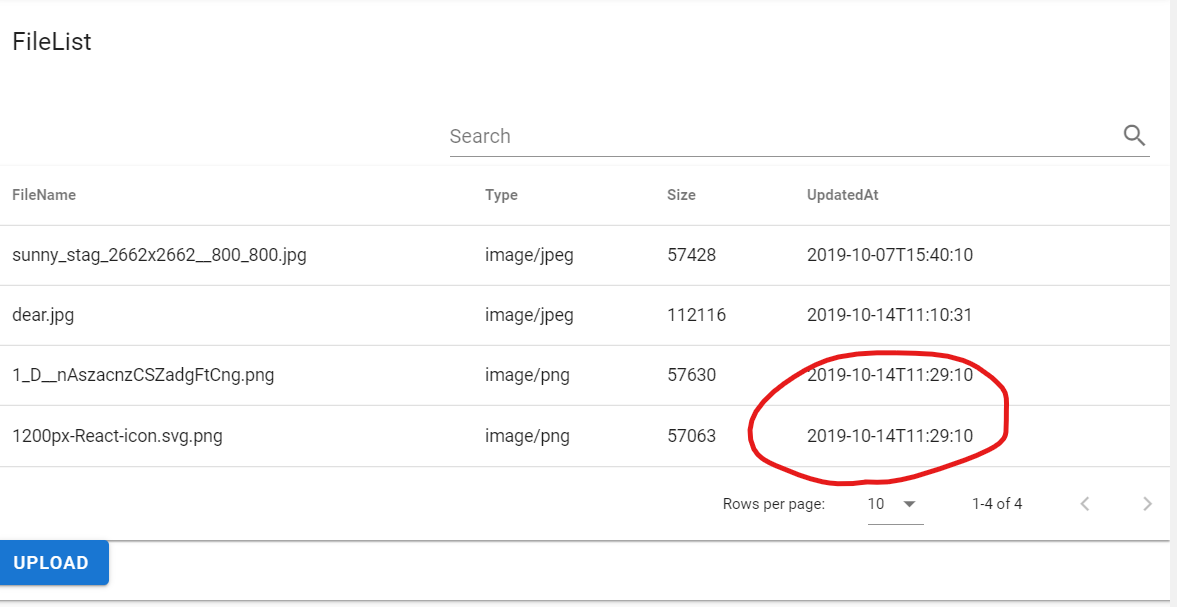 FileList
Search
FileName Type Size UpdatedAt
sunny_stag_2662x2662__800_800.jpg image/jpeg 57428 2019-10-07T15:40:10
dear.jpg image/jpeg 112116 2019-10-14T11:10:31
1_D__nAszacnzCSZadgFtCng.png image/png 57630 2019-10-14T11:29:10
1200px-React-icon.svg.png image/png 57063 2019-10-14T11:29:10
Rows per page: 10 1-4 of 4
UPLOAD